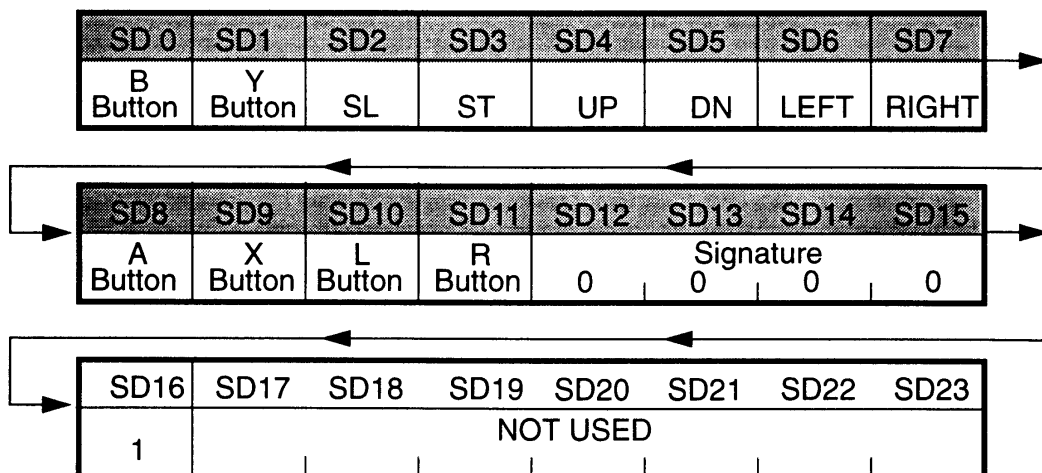 SD 0 SD1 SD2 SD3 SD4 SD5 SD6 SD7
B Y
Button Button SL ST UP DN LEFT RIGHT
SD8 SD9 SD10 SD11 SD12 SD13 SD14 SD15
A X L R Signature
Button Button Button Button 0 0 0 0
SD16 SD17 SD18 SD19 SD20 SD21 SD22 SD23
1 NOT USED